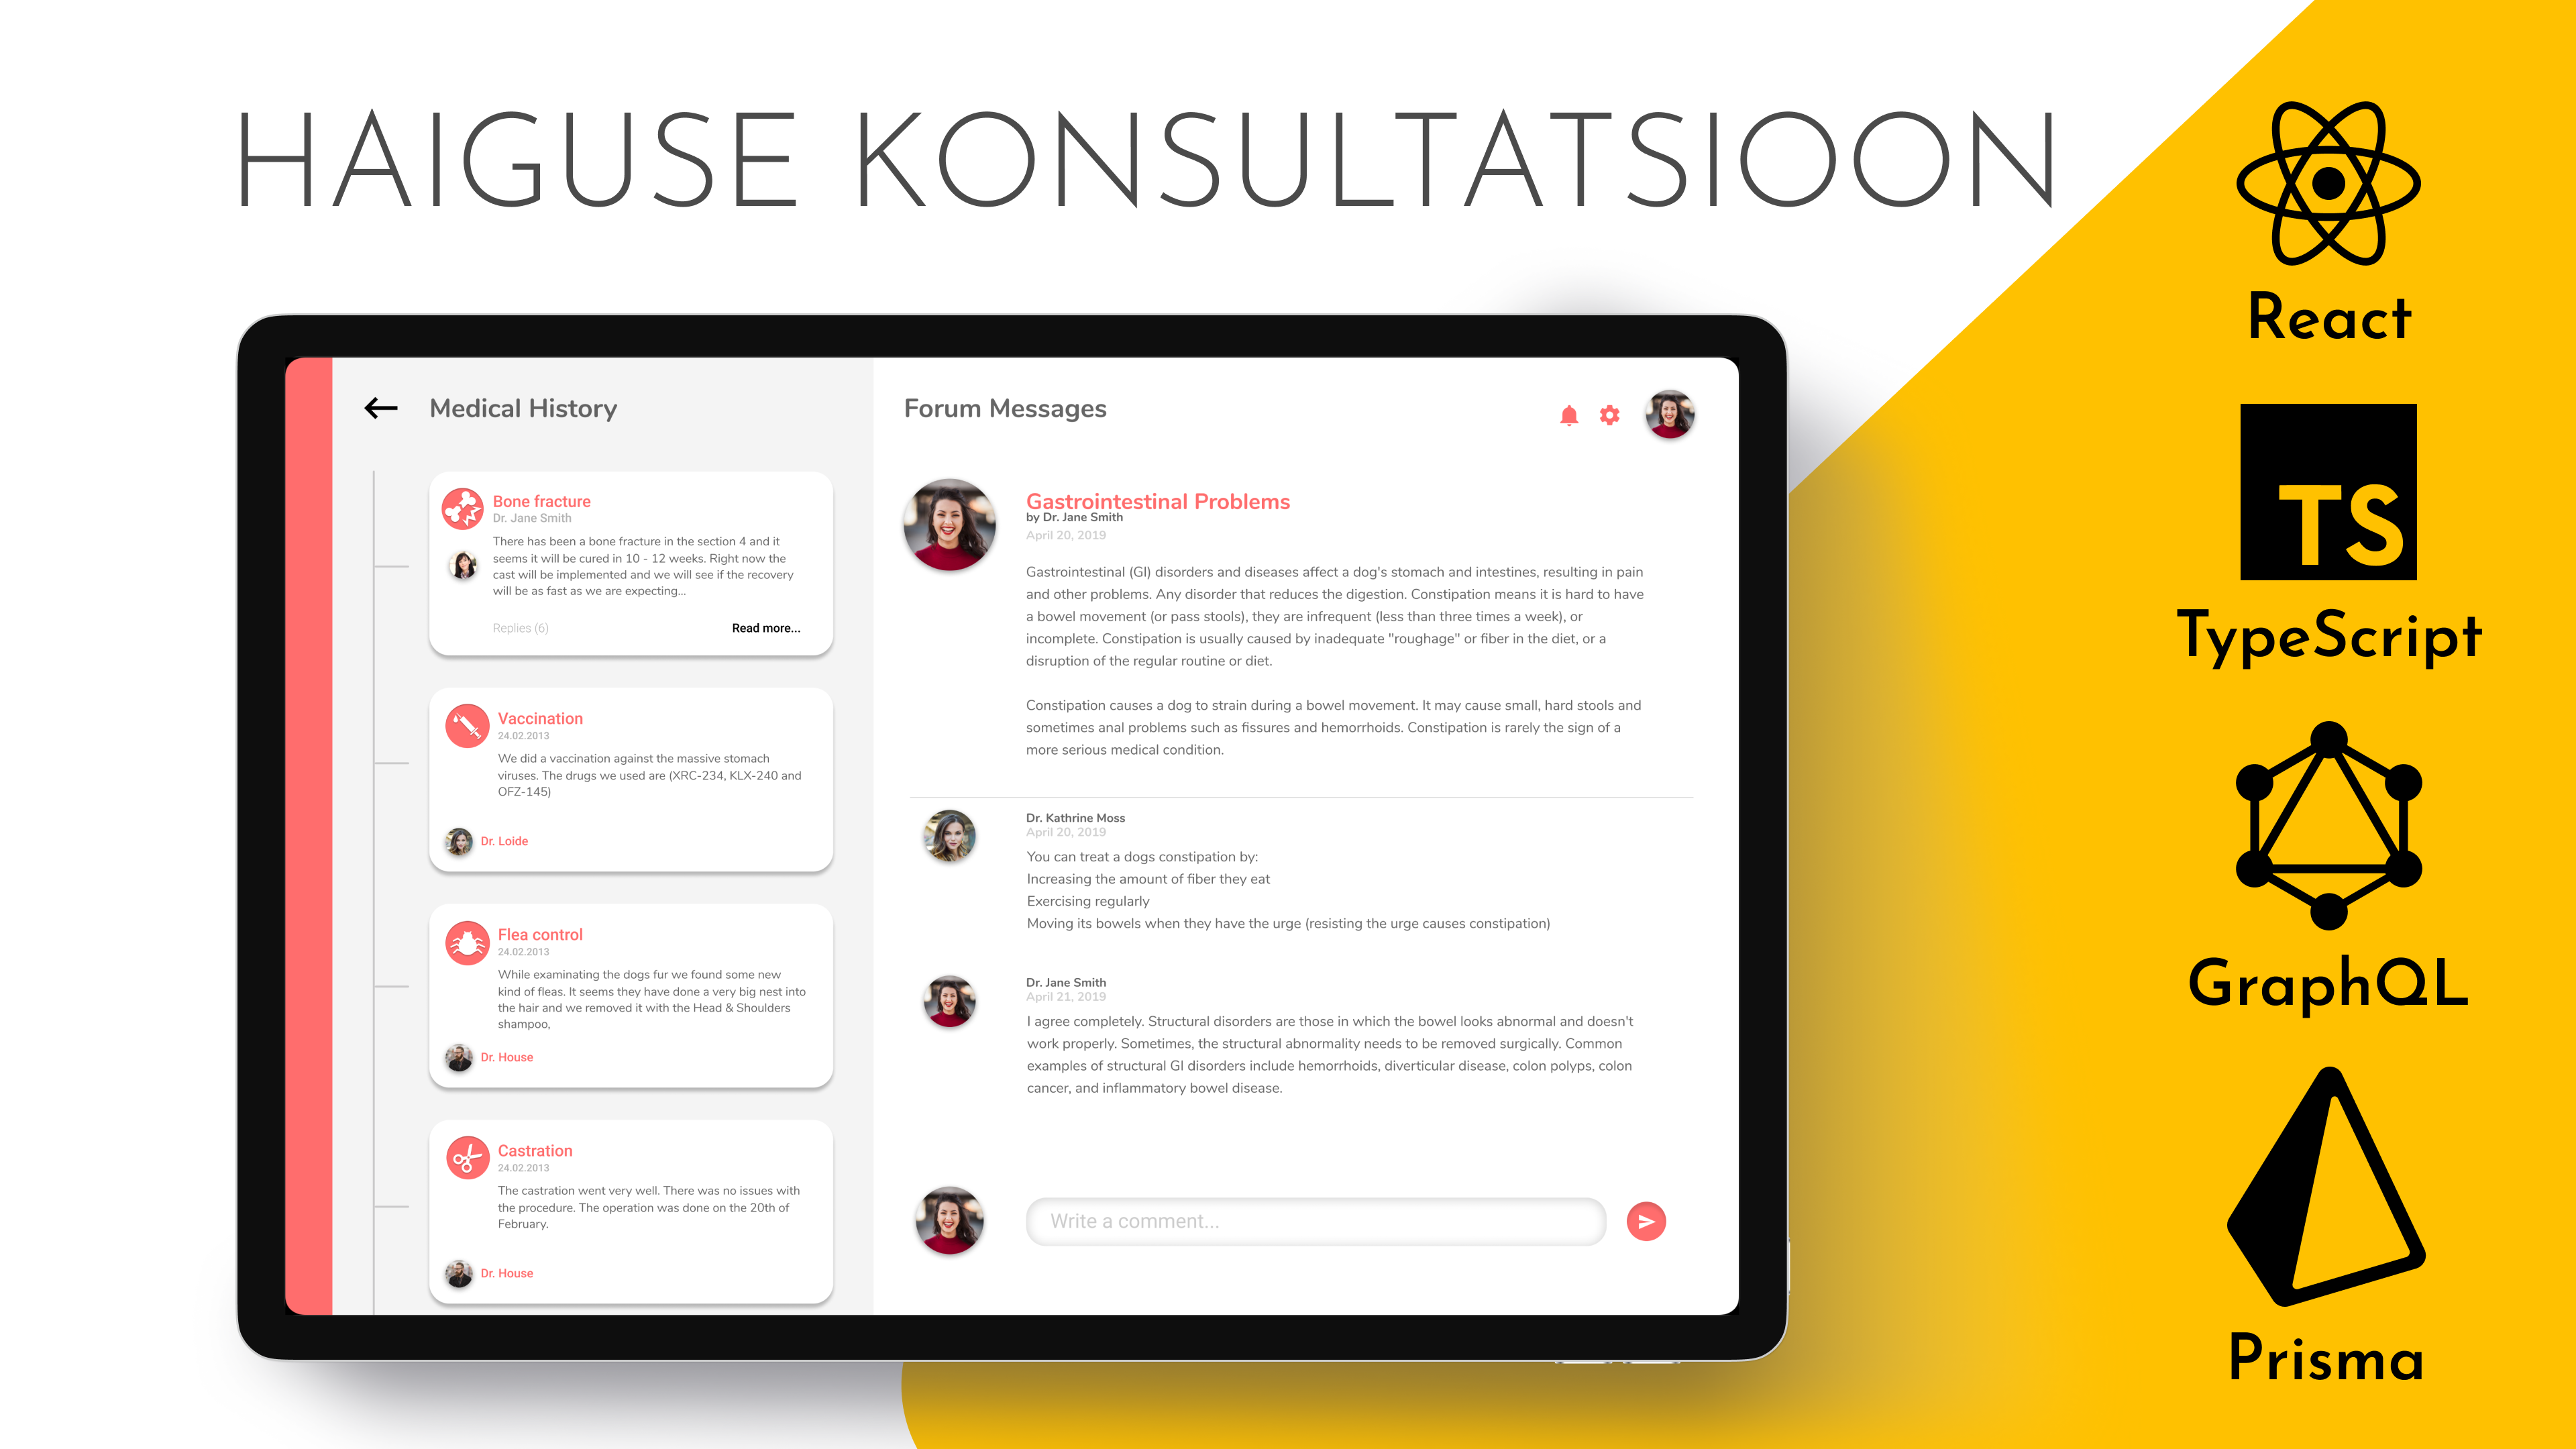 HAIGUSE KONSULTATSIOON
Medical History
Bone fracture
Dr. Jane Smith
There has been a bone fracture in the section 4 and it
seems it will be cured in 10 - 12 weeks. Right now the
cast will be implemented and we will see if the recovery
will be as fast as we are expecting...
Replies (6)
Read more...
Vaccination
24.02.2013
We did a vaccination against the massive stomach
viruses. The drugs we used are (XRC-234, KLX-240 and
OFZ-145)
Dr. Loide
Flea control
24.02.2013
While examinating the dogs fur we found some new
kind of fleas. It seems they have done a very big nest into
the hair and we removed it with the Head & Shoulders
shampoo,
Dr. House
Castration
24.02.2013
The castration went very well. There was no issues with
the procedure. The operation was done on the 20th of
February.
Dr. House
Forum Messages
Gastrointestinal Problems
by Dr. Jane Smith
April 20, 2019
Gastrointestinal (GI) disorders and diseases affect a dog's stomach and intestines, resulting in pain
and other problems. Any disorder that reduces the digestion. Constipation means it is hard to have
a bowel movement (or pass stools), they are infrequent (less than three times a week), or
incomplete. Constipation is usually caused by inadequate "roughage" or fiber in the diet, or a
disruption of the regular routine or diet.
Constipation causes a dog to strain during a bowel movement. It may cause small, hard stools and
sometimes anal problems such as fissures and hemorrhoids. Constipation is rarely the sign of a
more serious medical condition.
Dr. Kathrine Moss
April 20, 2019
You can treat a dogs constipation by:
Increasing the amount of fiber they eat
Exercising regularly
Moving its bowels when they have the urge (resisting the urge causes constipation)
Dr. Jane Smith
April 21, 2019
I agree completely. Structural disorders are those in which the bowel looks abnormal and doesn't
work properly. Sometimes, the structural abnormality needs to be removed surgically. Common
examples of structural GI disorders include hemorrhoids, diverticular disease, colon polyps, colon
cancer, and inflammatory bowel disease.
Write a comment...
React
TS
TypeScript
GraphQL
Prisma